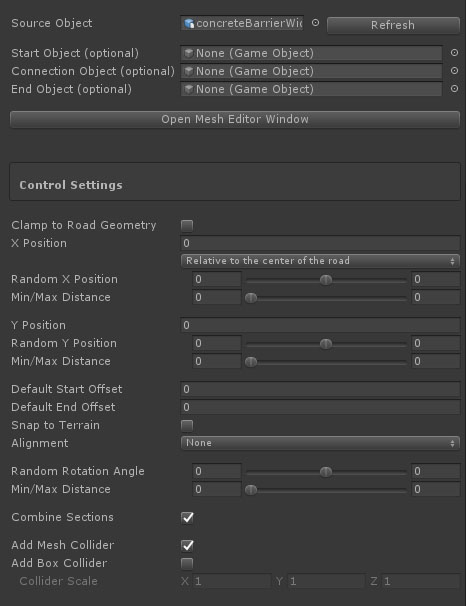 Source Object concreteBarrierWi Refresh
Start Object (optional) None (Game Object)
Connection Object (optional) None (Game Object)
End Object (optional) None (Game Object)
Open Mesh Editor Window
Control Settings
Clamp to Road Geometry
X Position 0
Relative to the center of the road
Random X Position 0 0
Min/Max Distance 0 0
Y Position 0
Random Y Position 0 0
Min/Max Distance 0 0
Default Start Offset 0
Default End Offset 0
Snap to Terrain
Alignment None
Random Rotation Angle 0 0
Min/Max Distance 0 0
Combine Sections
Add Mesh Collider
Add Box Collider
Collider Scale X 1 Y 1 Z 1